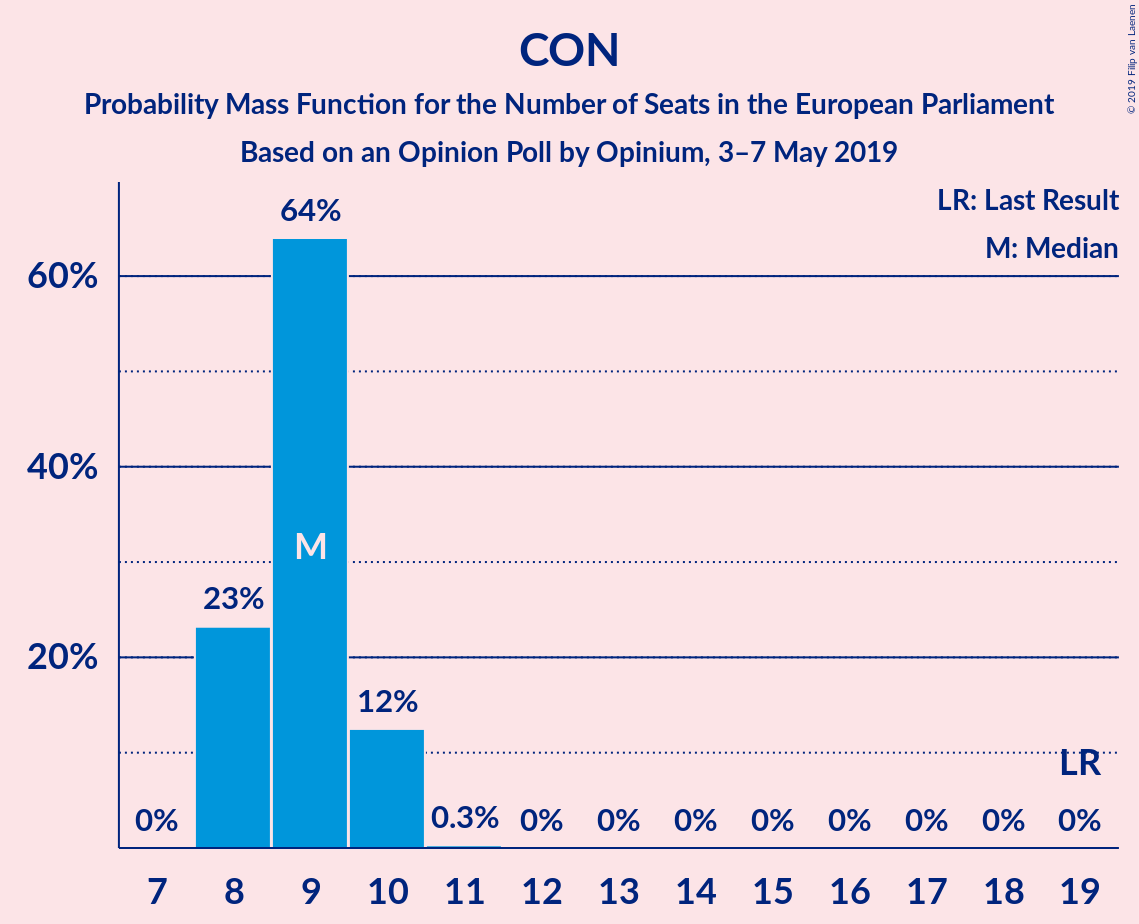 CON
Probability Mass Function for the Number of Seats in the European Parliament
Based on an Opinion Poll by Opinium, 3–7 May 2019
© 2019 Filip van Laenen
LR: Last Result
M: Median
60%
40%
20%
0%
23%
64%
M
12%
0.3%
0%
0%
0%
0%
0%
0%
0%
LR
0%
7 8 9 10 11 12 13 14 15 16 17 18 19